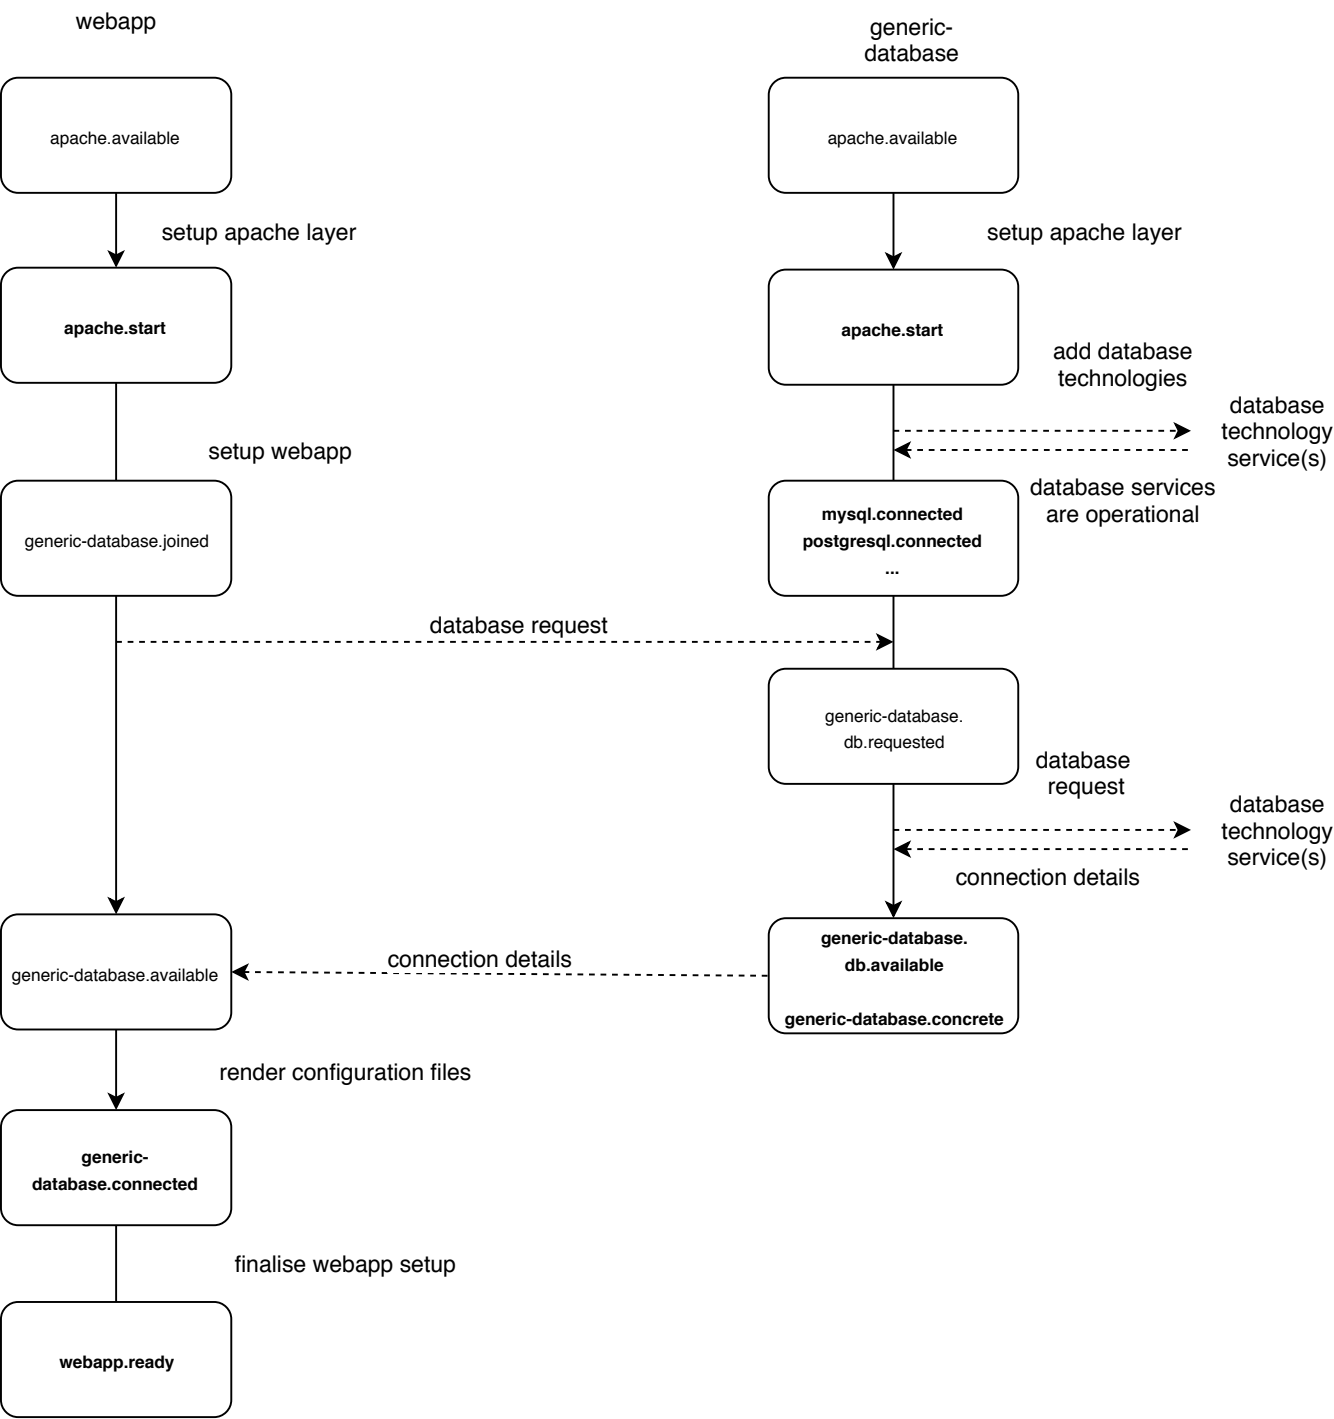 webapp
generic-
database
apache.available
apache.available
setup apache layer
setup apache layer
apache.start
apache.start
add database
technologies
database
technology
service(s)
setup webapp
database services
are operational
generic-database.joined
mysql.connected
postgresql.connected
...
database request
generic-database.
db.requested
database
request
database
technology
service(s)
connection details
generic-database.available
connection details
generic-database.
db.available
generic-database.concrete
render configuration files
generic-
database.connected
finalise webapp setup
webapp.ready